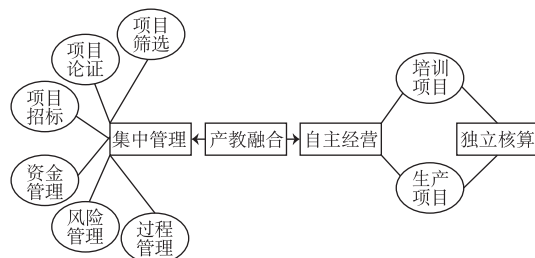 项目
筛选
项目
论证
项目
招标
资金
管理
风险
管理
过程
管理
集中管理
产教融合
自主经营
培训
项目
生产
项目
独立核算